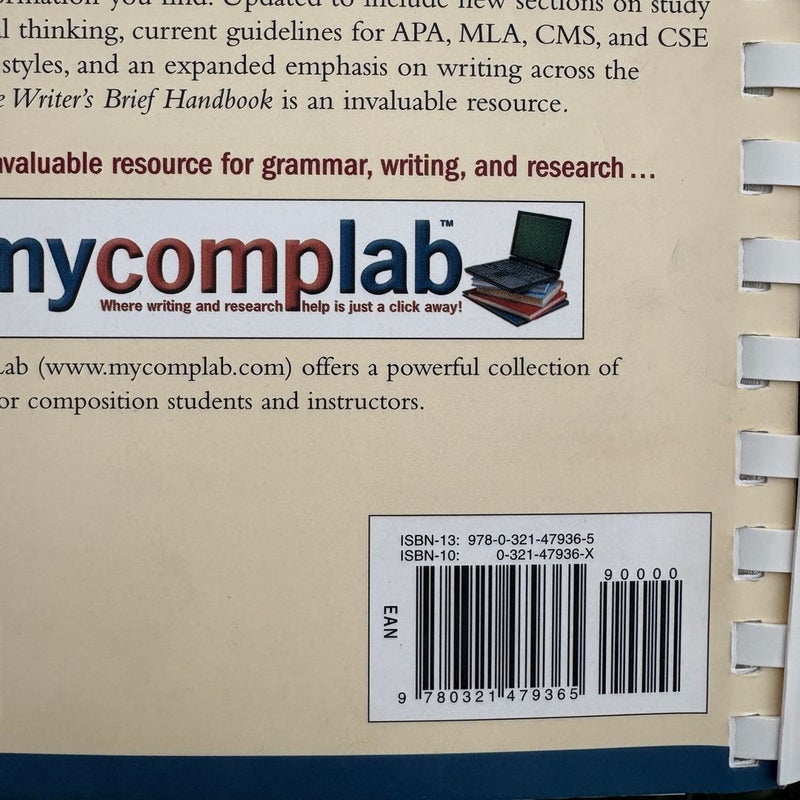 ormation you find. Updated to include new sections on study
l thinking, current guidelines for APA, MLA, CMS, and CSE
styles, and an expanded emphasis on writing across the
e Writer's Brief Handbook is an invaluable resource.
nvaluable resource for grammar, writing, and research...
mycomplab™
Where writing and research help is just a click away!
Lab (www.mycomplab.com) offers a powerful collection of
or composition students and instructors.
ISBN-13: 978-0-321-47936-5
ISBN-10: 0-321-47936-X
90000
EAN
9 780321 479365